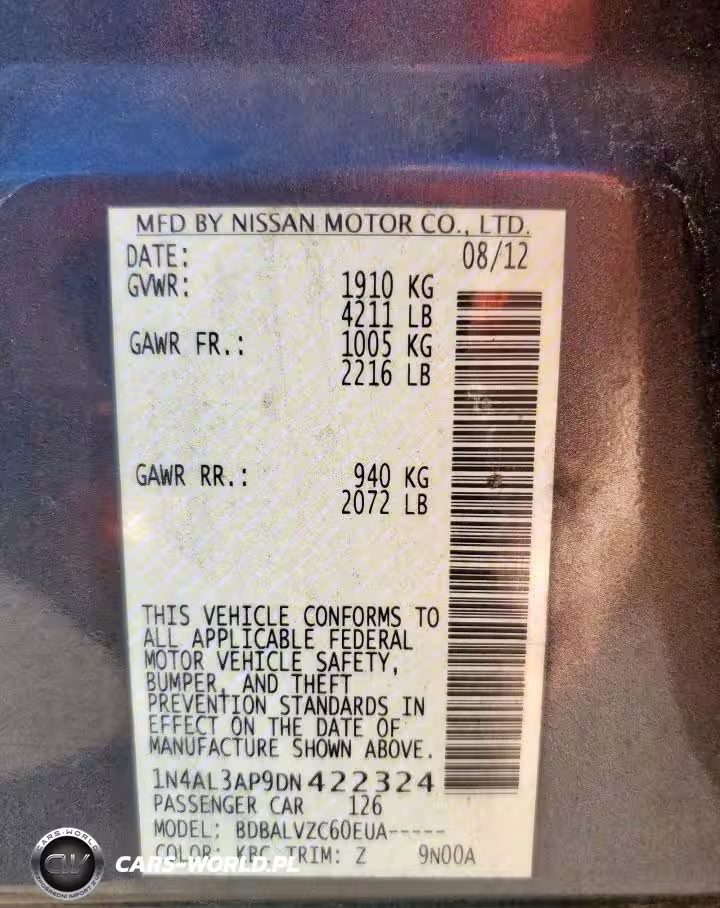 MFD BY NISSAN MOTOR CO., LTD.
DATE: 08/12
GVWR: 1910 KG
4211 LB
GAWR FR.: 1005 KG
2216 LB
GAWR RR.: 940 KG
2072 LB
THIS VEHICLE CONFORMS TO
ALL APPLICABLE FEDERAL
MOTOR VEHICLE SAFETY,
BUMPER, AND THEFT
PREVENTION STANDARDS IN
EFFECT ON THE DATE OF
MANUFACTURE SHOWN ABOVE.
1N4AL3AP9DN422324
PASSENGER CAR 126
MODEL: BDBALVZC60EUA-----
COLOR: KBC TRIM: Z 9N00A
CARS-WORLD
CW
CARS-WORLD.PL